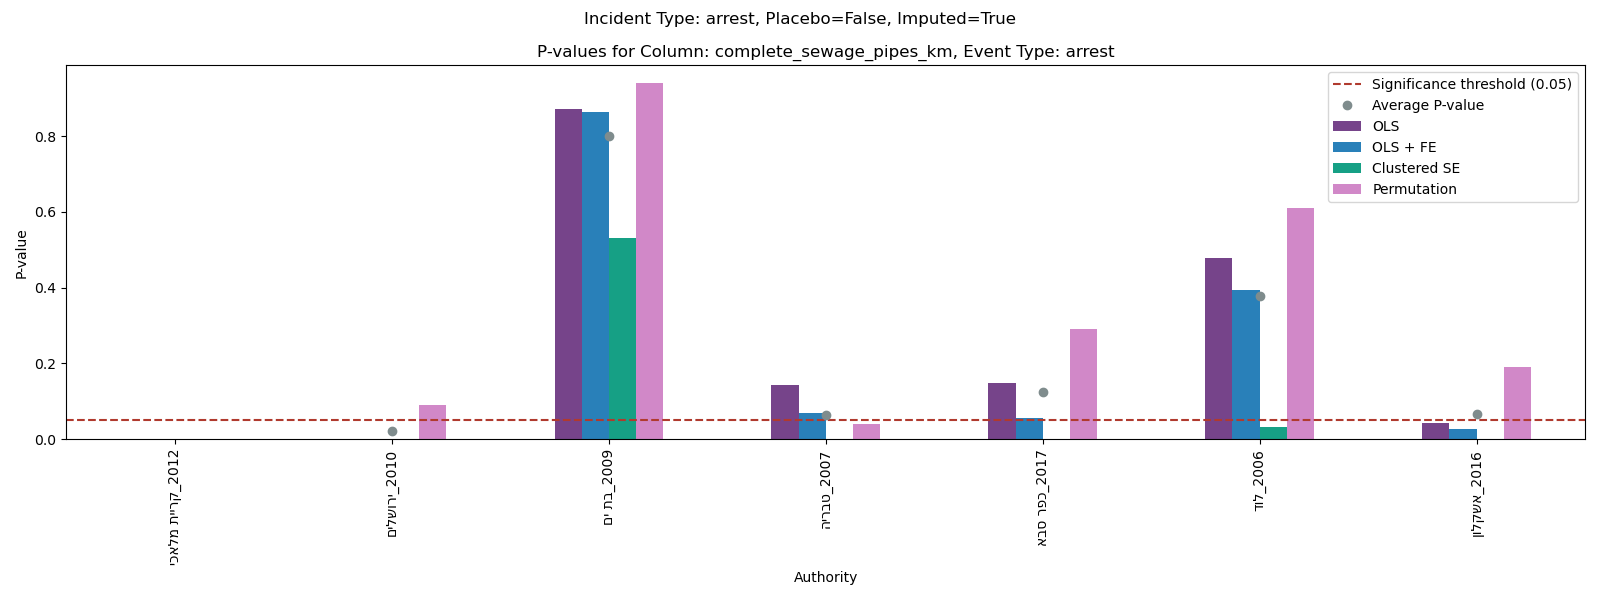 Incident Type: arrest, Placebo=False, Imputed=True
P-values for Column: complete_sewage_pipes_km, Event Type: arrest
Significance threshold (0.05)
Average P-value
OLS
OLS + FE
Clustered SE
Permutation
P-value
0.8
0.6
0.4
0.2
0.0
קריית מלאכי_2012
ירושלים_2010
בת ים_2009
טבריה_2007
כפר סבא_2017
לוד_2006
אשקלון_2016
Authority